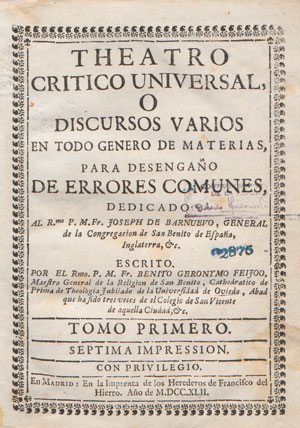 THEATRO
CRITICO UNIVERSAL,
O
DISCURSOS VARIOS
EN TODO GENERO DE MATERIAS,
PARA DESENGAÑO
DE ERRORES COMUNES,
DEDICADO
AL R.mo P. M. Fr. JOSEPH DE BARNUEVO, GENERAL
de la Congregacion de San Benito de España,
Inglaterra, &c.
2876
ESCRITO.
POR EL Rmo. P. M. FR. BENITO GERONYMO FEIJOO,
Maestro General de la Religion de San Benito, Cathedratico de
Prima de Theologia Jubilado de la Universidad de Oviedo, Abad
que ha sido tres veces de el Colegio de San Vicente
de aquella Ciudad, &c.
TOMO PRIMERO.
SEPTIMA IMPRESSION.
CON PRIVILEGIO.
En MADRID: En la Imprenta de los Herederos de Francisco del
Hierro. Año de M.DCC.XLII.